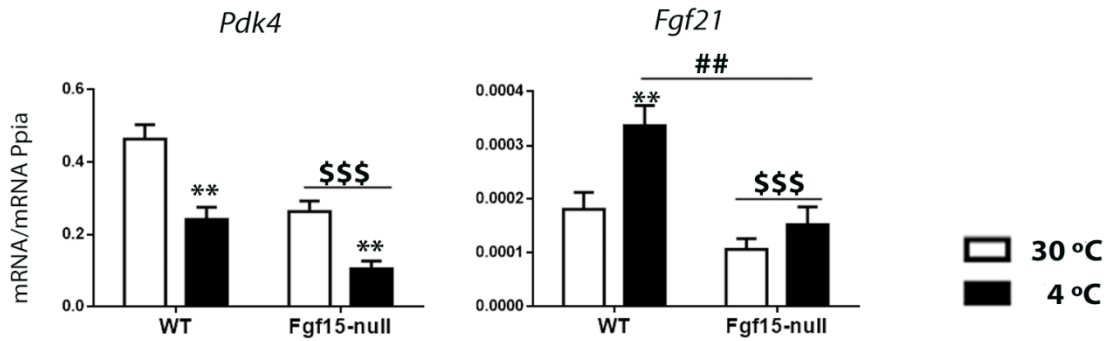 Pdk4
Fgf21
mRNA/mRNA Ppia
0.6
0.4
0.2
0.0
**
$$$
**
WT
Fgf15-null
0.0004
0.0003
0.0002
0.0001
0.0000
##
**
$$$
WT
Fgf15-null
30 ºC
4 ºC